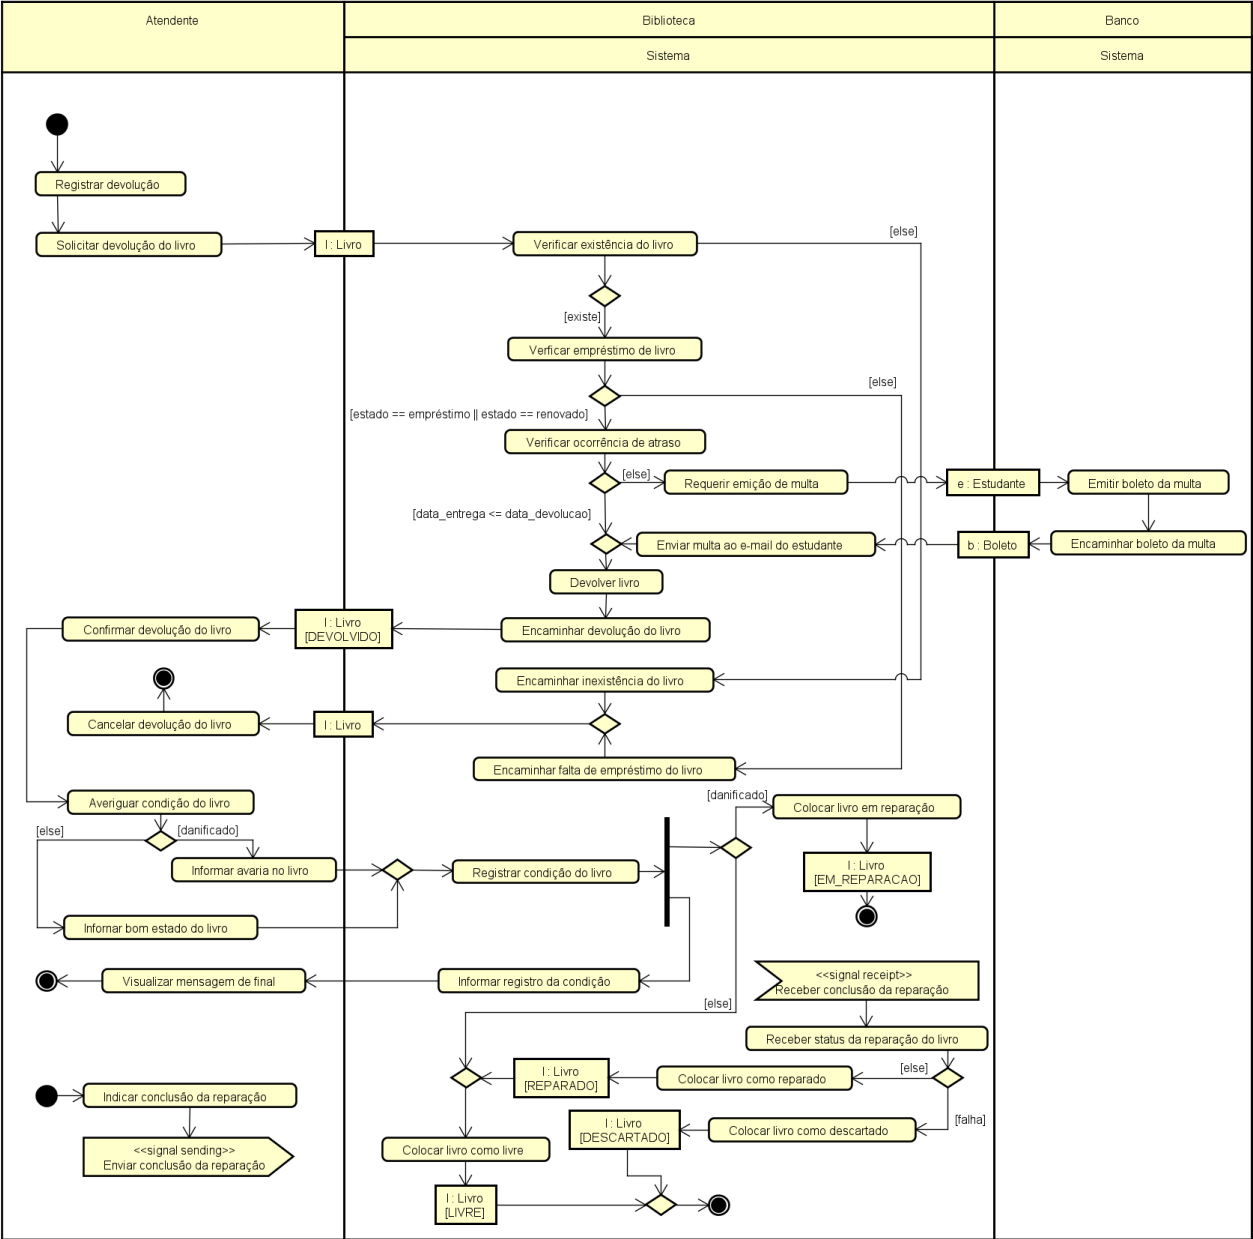 Atendente
Biblioteca
Banco
Sistema
Sistema
Registrar devolução
Solicitar devolução do livro
l : Livro
Verificar existência do livro
[else]
[existe]
Verficar empréstimo de livro
[else]
[estado == empréstimo || estado == renovado]
Verificar ocorrência de atraso
[else]
Requerir emição de multa
e : Estudante
Emitir boleto da multa
[data_entrega <= data_devolucao]
Enviar multa ao e-mail do estudante
b : Boleto
Encaminhar boleto da multa
Devolver livro
Confirmar devolução do livro
l : Livro
[DEVOLVIDO]
Encaminhar devolução do livro
Encaminhar inexistência do livro
Cancelar devolução do livro
l : Livro
Encaminhar falta de empréstimo do livro
Averiguar condição do livro
[danificado]
Colocar livro em reparação
[else]
[danificado]
Informar avaria no livro
Registrar condição do livro
l : Livro
[EM_REPARACAO]
Infornar bom estado do livro
Visualizar mensagem de final
Informar registro da condição
<<signal receipt>>
Receber conclusão da reparação
[else]
Receber status da reparação do livro
l : Livro
[REPARADO]
Colocar livro como reparado
[else]
Indicar conclusão da reparação
l : Livro
[DESCARTADO]
Colocar livro como descartado
[falha]
<<signal sending>>
Enviar conclusão da reparação
Colocar livro como livre
l : Livro
[LIVRE]